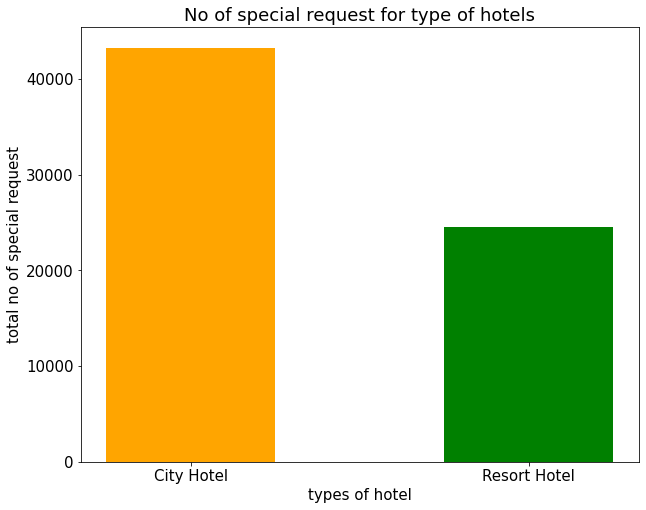 No of special request for type of hotels
total no of special request
40000
30000
20000
10000
0
City Hotel
Resort Hotel
types of hotel